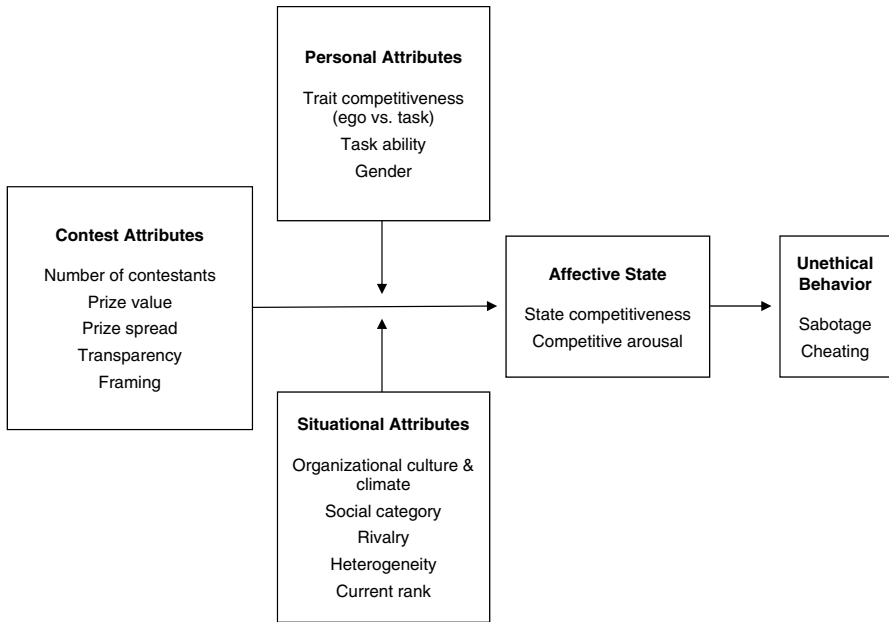 Personal Attributes
Trait competitiveness
(ego vs. task)
Task ability
Gender
Contest Attributes
Number of contestants
Prize value
Prize spread
Transparency
Framing
Affective State
State competitiveness
Competitive arousal
Unethical
Behavior
Sabotage
Cheating
Situational Attributes
Organizational culture &
climate
Social category
Rivalry
Heterogeneity
Current rank